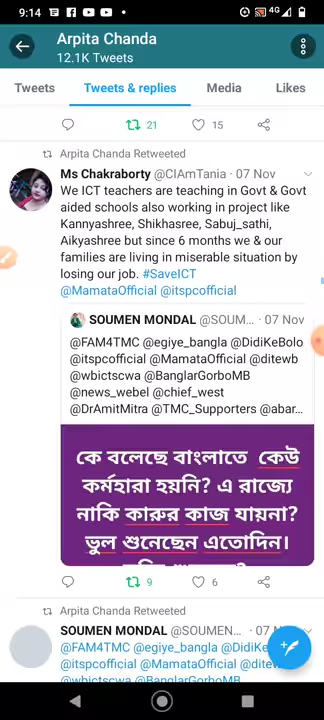 9:14
4G
Arpita Chanda
12.1K Tweets
Tweets Tweets & replies Media Likes
21 15
Arpita Chanda Retweeted
Ms Chakraborty @CIAmTania · 07 Nov
We ICT teachers are teaching in Govt & Govt
aided schools also working in project like
Kannyashree, Shikhasree, Sabuj_sathi,
Aikyashree but since 6 months we & our
families are living in miserable situation by
losing our job. #SaveICT
@MamataOfficial @itspcofficial
SOUMEN MONDAL @SOUM... · 07 Nov
@FAM4TMC @egiye_bangla @DidiKeBolo
@itspcofficial @MamataOfficial @ditewb
@wbictscwa @BanglarGorboMB
@news_webel @chief_west
@DrAmitMitra @TMC_Supporters @abar...
কে বলেছে বাংলাতে কেউ
কর্মহারা হয়নি? এ রাজ্যে
নাকি কারুর কাজ যায়না?
ভুল শুনেছেন এতোদিন।
9 6
Arpita Chanda Retweeted
SOUMEN MONDAL @SOUMEN... · 07
@FAM4TMC @egiye_bangla
@itspcofficial @MamataOfficial
@wbictscwa @BanglarGorboMB